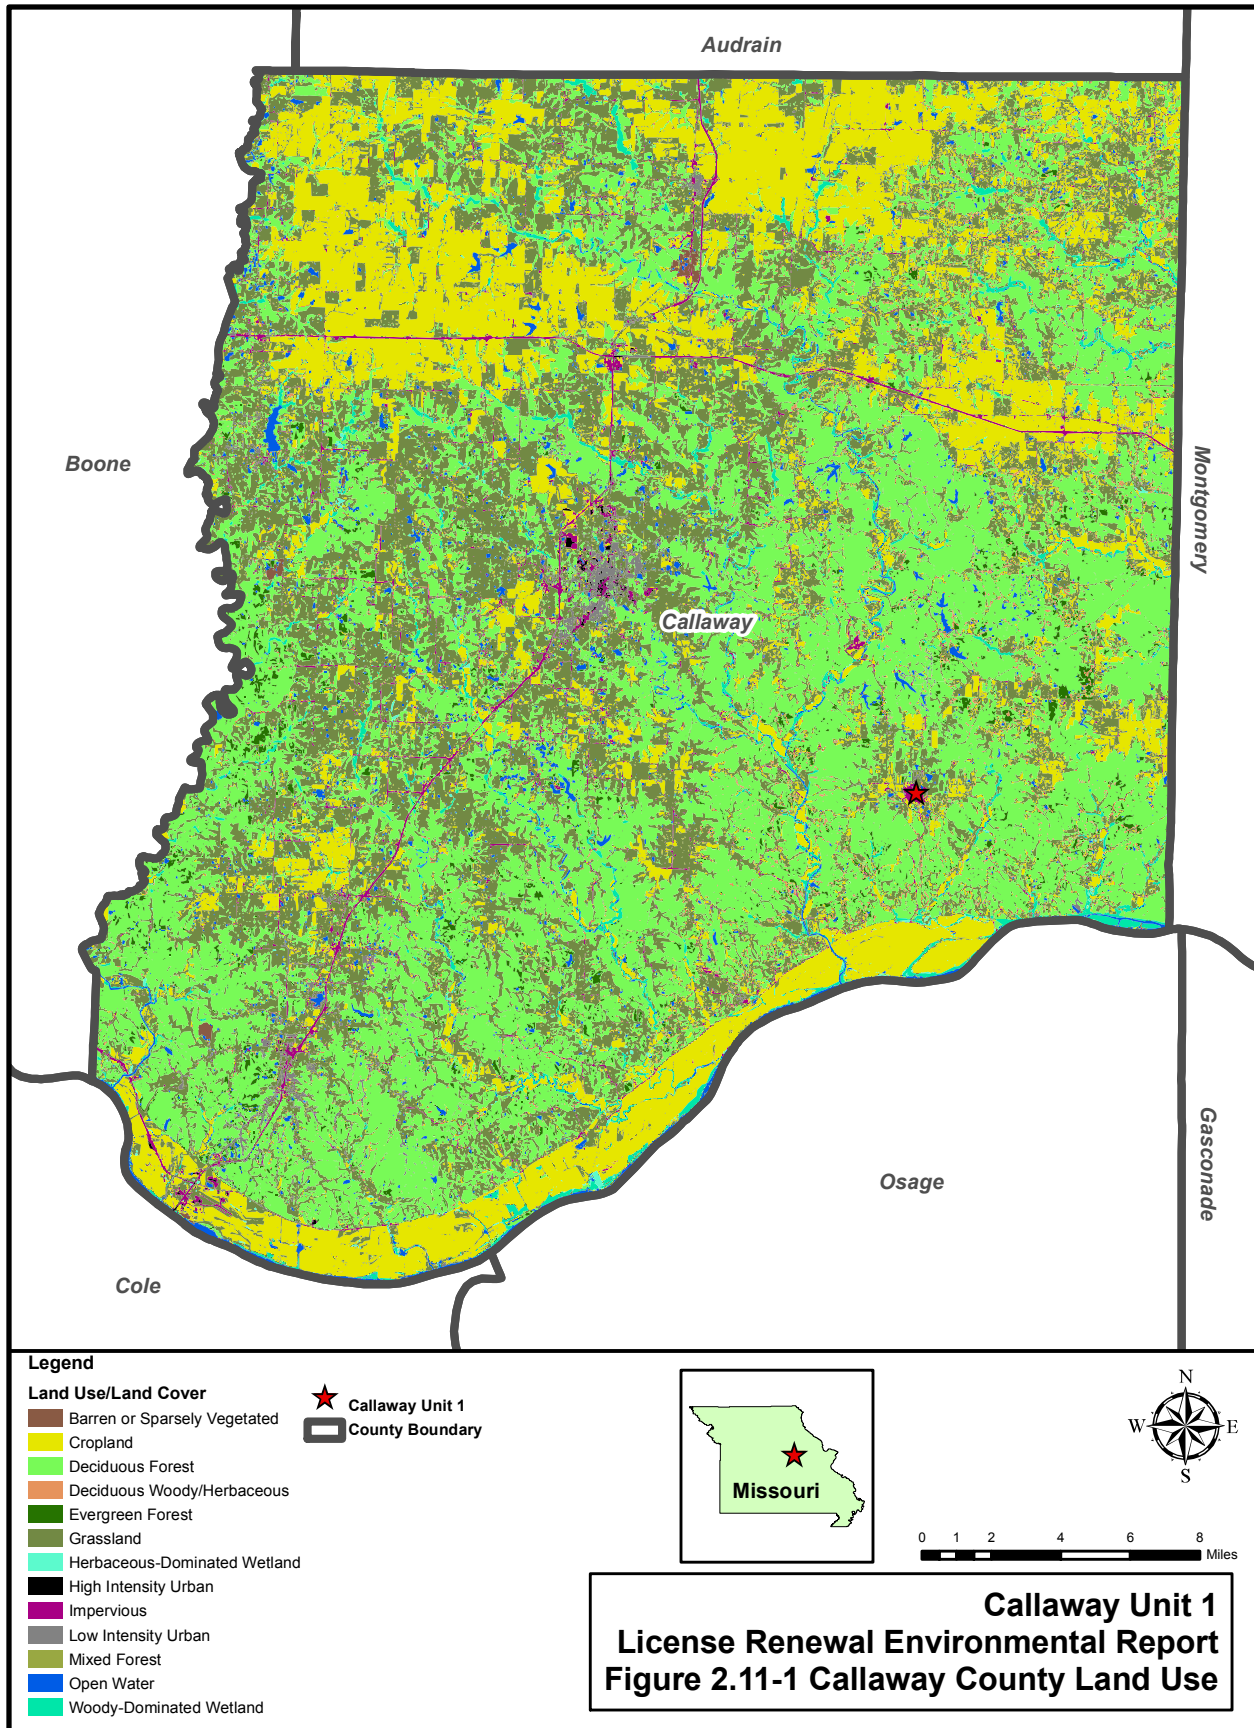 Audrain
Boone
Montgomery
Callaway
Gasconade
Osage
Cole
Legend
Land Use/Land Cover
Barren or Sparsely Vegetated
Cropland
Deciduous Forest
Deciduous Woody/Herbaceous
Evergreen Forest
Grassland
Herbaceous-Dominated Wetland
High Intensity Urban
Impervious
Low Intensity Urban
Mixed Forest
Open Water
Woody-Dominated Wetland
Callaway Unit 1
County Boundary
Missouri
N
W E
S
0 1 2 4 6 8
Miles
Callaway Unit 1
License Renewal Environmental Report
Figure 2.11-1 Callaway County Land Use